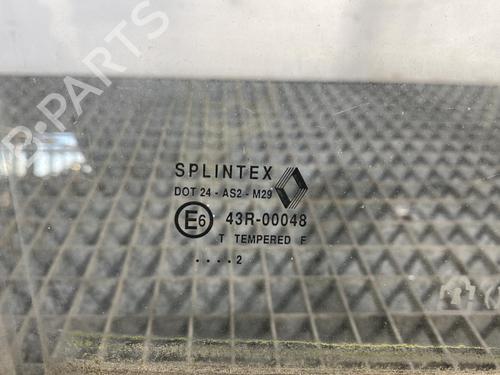 B-PARTS
SPLINTEX
DOT 24 - AS2 - M29
E6 43R-00048
T TEMPERED F
....2